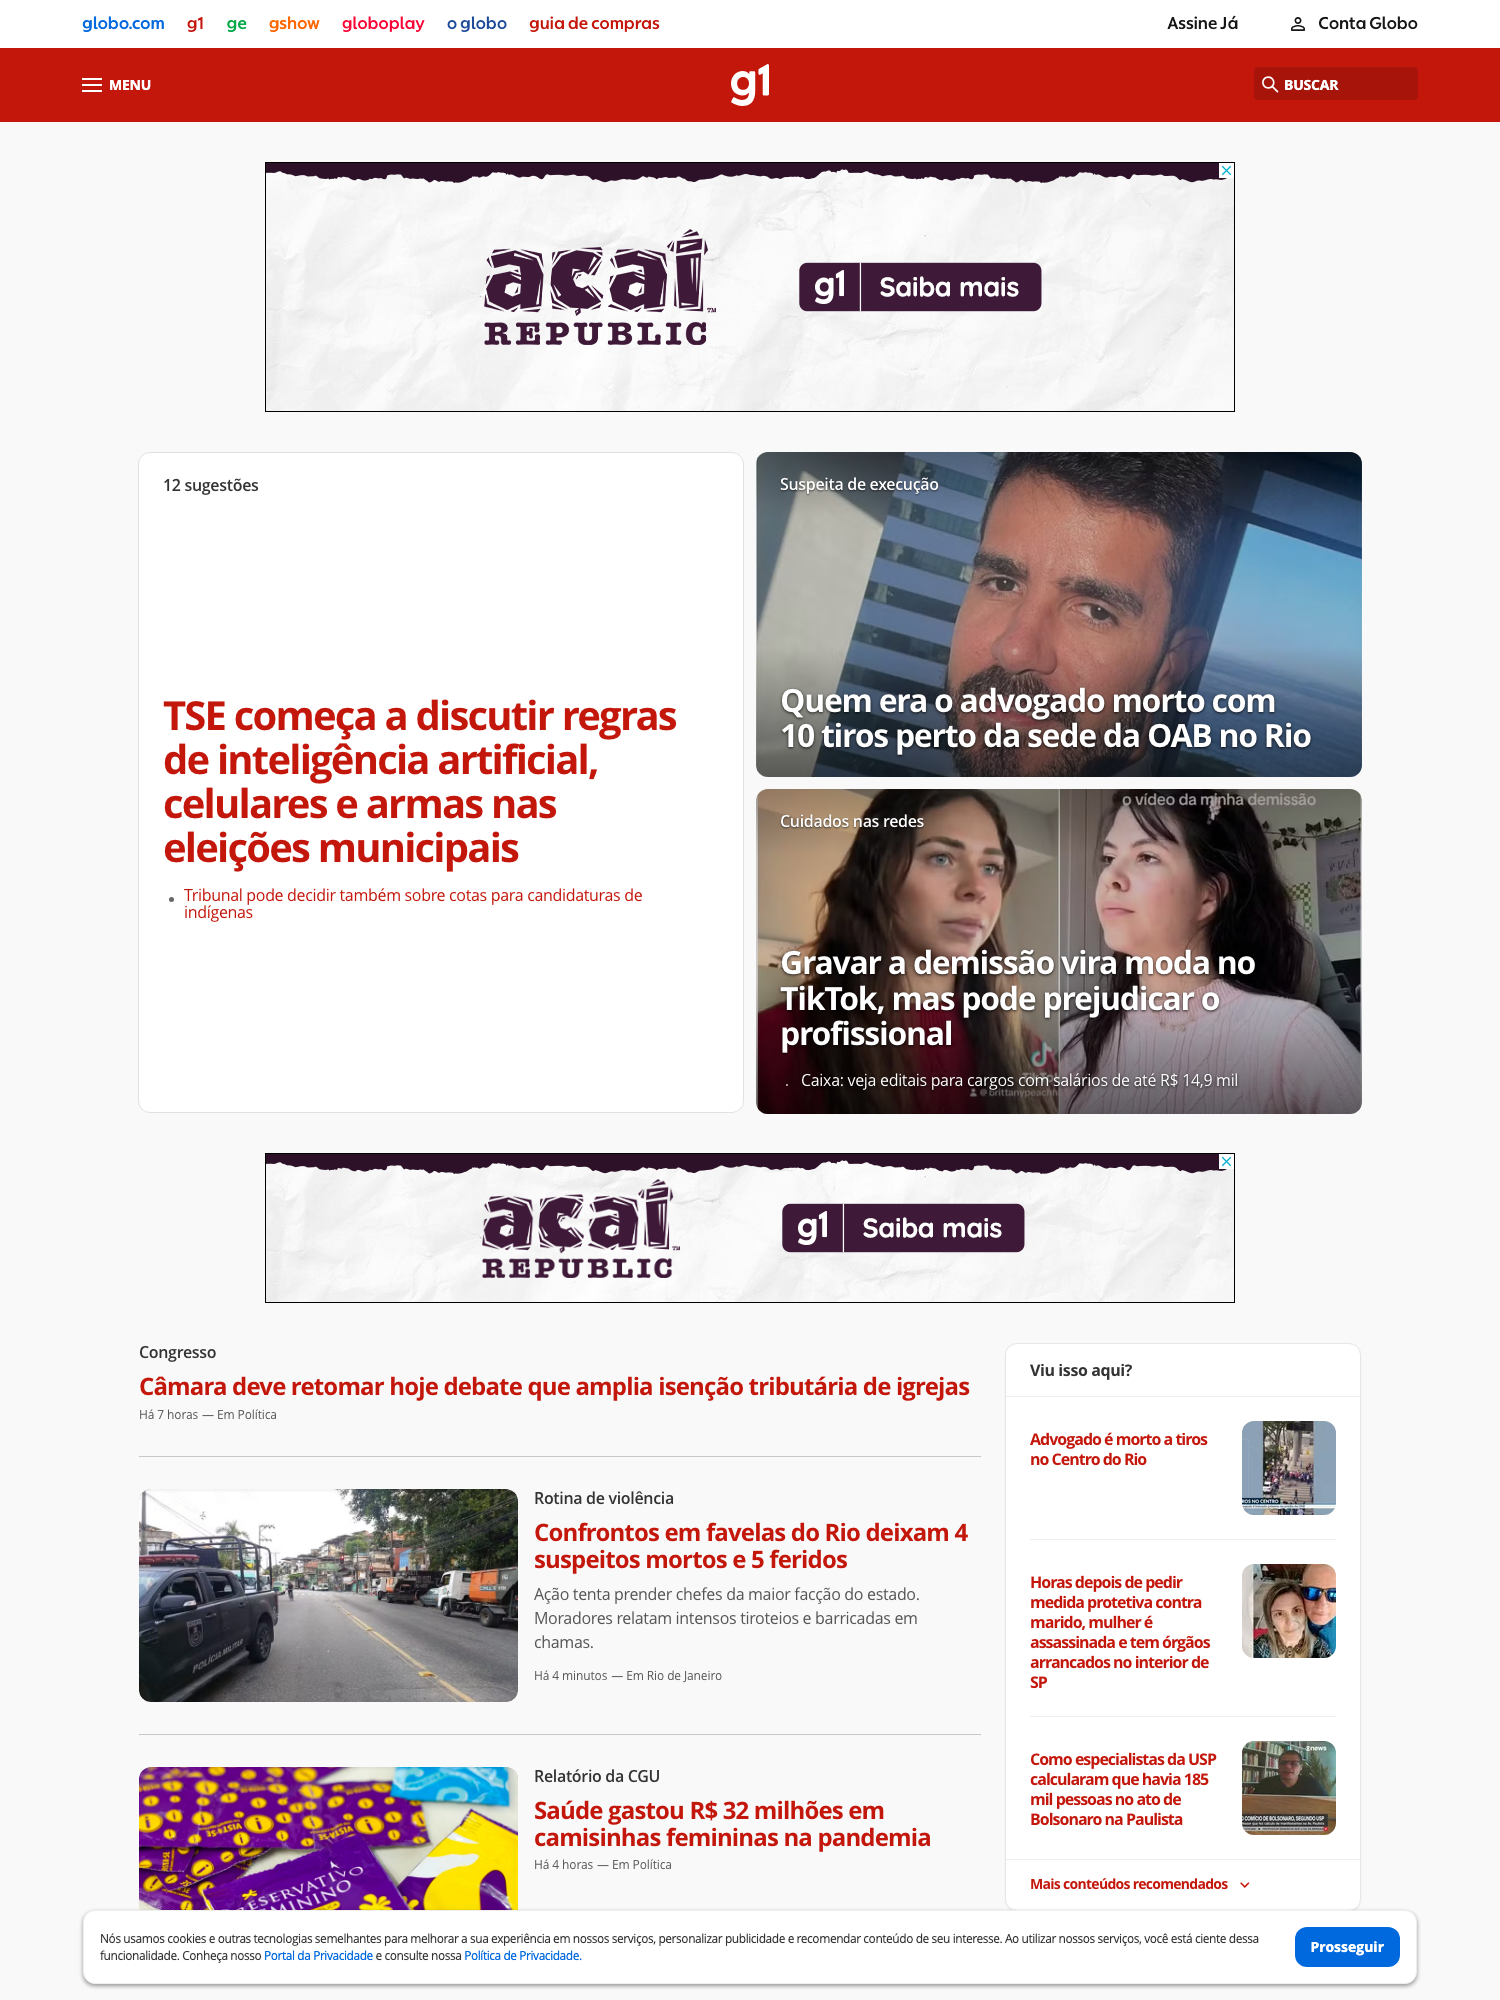 globo.com g1 ge gshow globoplay o globo guia de compras Assine Já Conta Globo
MENU g1 BUSCAR
açaí
REPUBLIC
g1 Saiba mais
12 sugestões
TSE começa a discutir regras
de inteligência artificial,
celulares e armas nas
eleições municipais
Tribunal pode decidir também sobre cotas para candidaturas de
indígenas
Suspeita de execução
Quem era o advogado morto com
10 tiros perto da sede da OAB no Rio
o vídeo da minha demissão
Cuidados nas redes
Gravar a demissão vira moda no
TikTok, mas pode prejudicar o
profissional
Caixa: veja editais para cargos com salários de até R$ 14,9 mil
açaí
REPUBLIC
g1 Saiba mais
Congresso
Câmara deve retomar hoje debate que amplia isenção tributária de igrejas
Há 7 horas — Em Política
POLÍCIA MILITAR
Rotina de violência
Confrontos em favelas do Rio deixam 4
suspeitos mortos e 5 feridos
Ação tenta prender chefes da maior facção do estado.
Moradores relatam intensos tiroteios e barricadas em
chamas.
Há 4 minutos — Em Rio de Janeiro
Relatório da CGU
Saúde gastou R$ 32 milhões em
camisinhas femininas na pandemia
Há 4 horas — Em Política
Viu isso aqui?
Advogado é morto a tiros
no Centro do Rio
Horas depois de pedir
medida protetiva contra
marido, mulher é
assassinada e tem órgãos
arrancados no interior de
SP
Como especialistas da USP
calcularam que havia 185
mil pessoas no ato de
Bolsonaro na Paulista
Mais conteúdos recomendados
Nós usamos cookies e outras tecnologias semelhantes para melhorar a sua experiência em nossos serviços, personalizar publicidade e recomendar conteúdo de seu interesse. Ao utilizar nossos serviços, você está ciente dessa
funcionalidade. Conheça nosso Portal da Privacidade e consulte nossa Política de Privacidade.
Prosseguir